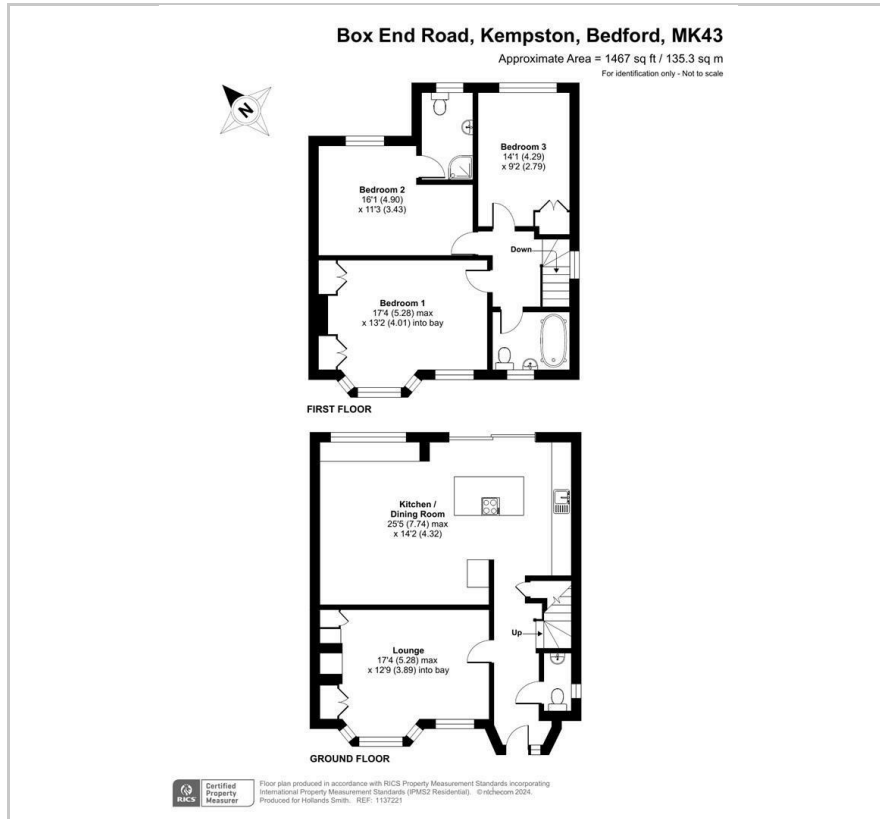 Box End Road, Kempston, Bedford, MK43
Approximate Area = 1467 sq ft / 135.3 sq m
For identification only - Not to scale
N
Bedroom 3
14'1 (4.29)
x 9'2 (2.79)
Bedroom 2
16'1 (4.90)
x 11'3 (3.43)
Down
Bedroom 1
17'4 (5.28) max
x 13'2 (4.01) into bay
FIRST FLOOR
Kitchen /
Dining Room
25'5 (7.74) max
x 14'2 (4.32)
Up
Lounge
17'4 (5.28) max
x 12'9 (3.89) into bay
GROUND FLOOR
RICS
Certified
Property
Measurer
Floor plan produced in accordance with RICS Property Measurement Standards incorporating
International Property Measurement Standards (IPMS2 Residential). © nichecom 2024.
Produced for Hollands Smith. REF: 1137221